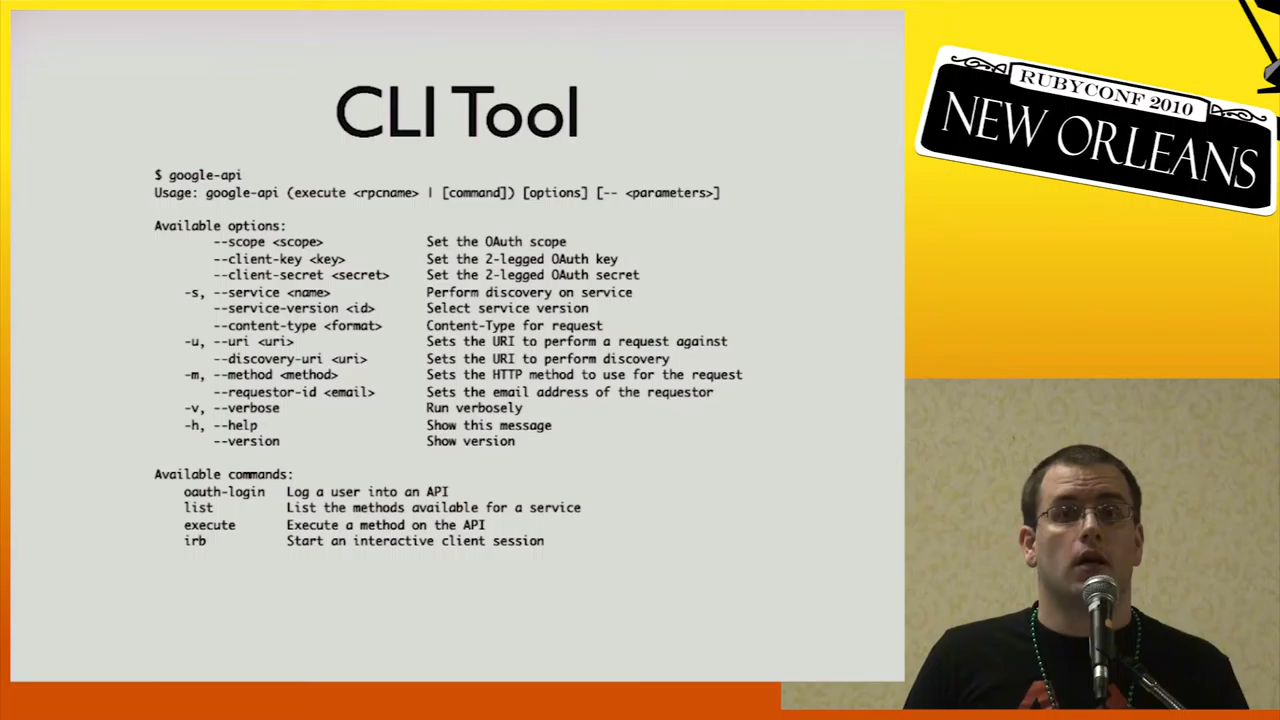 CLI Tool
$ google-api
Usage: google-api (execute <rpcname> | [command]) [options] [-- <parameters>]
Available options:
--scope <scope> Set the OAuth scope
--client-key <key> Set the 2-legged OAuth key
--client-secret <secret> Set the 2-legged OAuth secret
-s, --service <name> Perform discovery on service
--service-version <id> Select service version
--content-type <format> Content-Type for request
-u, --uri <uri> Sets the URI to perform a request against
--discovery-uri <uri> Sets the URI to perform discovery
-m, --method <method> Sets the HTTP method to use for the request
--requestor-id <email> Sets the email address of the requestor
-v, --verbose Run verbosely
-h, --help Show this message
--version Show version
Available commands:
oauth-login Log a user into an API
list List the methods available for a service
execute Execute a method on the API
irb Start an interactive client session
RUBYCONF 2010
NEW ORLEANS